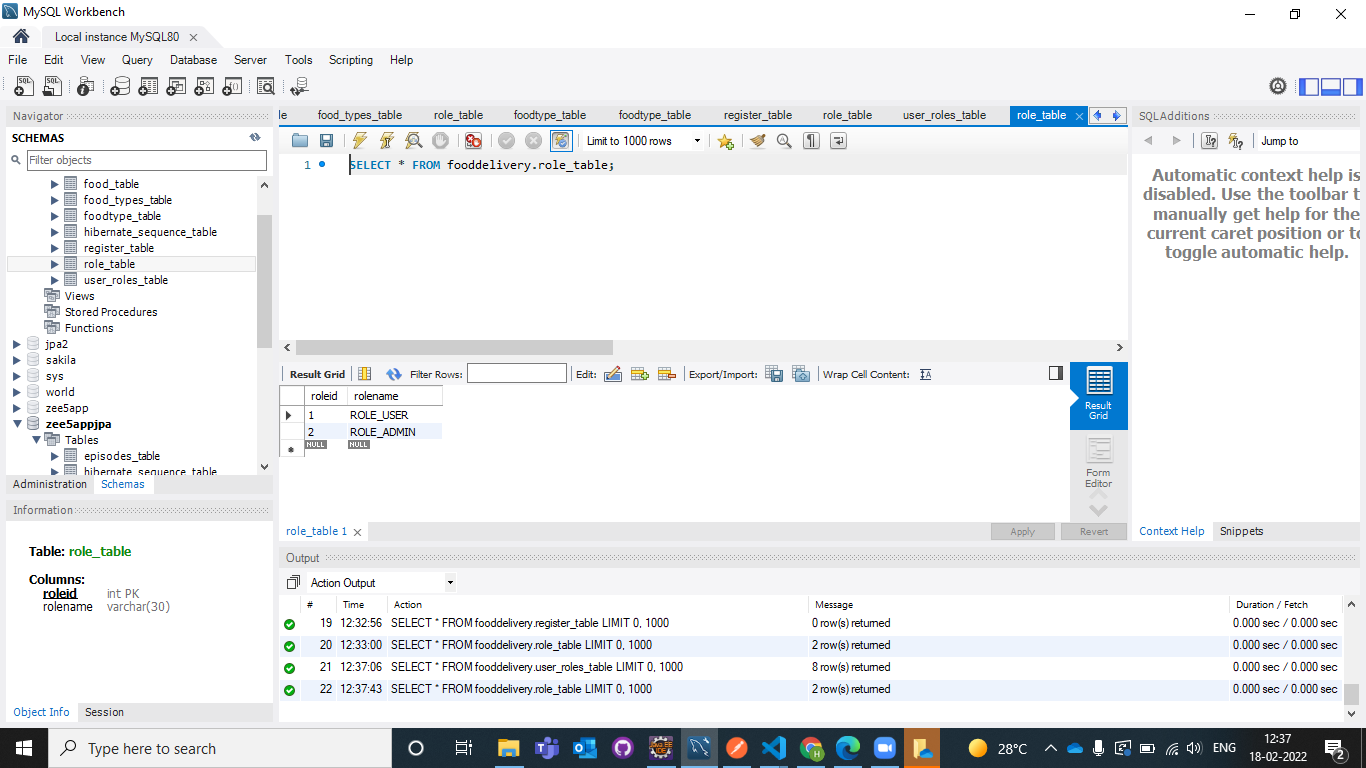 MySQL Workbench
Local instance MySQL80
File Edit View Query Database Server Tools Scripting Help
Navigator
SCHEMAS
Filter objects
food_table
food_types_table
foodtype_table
hibernate_sequence_table
register_table
role_table
user_roles_table
Views
Stored Procedures
Functions
jpa2
sakila
sys
world
zee5app
zee5appjpa
Tables
episodes_table
hibernate_sequence_table
Administration Schemas
Information
Table: role_table
Columns:
roleid int PK
rolename varchar(30)
Object Info Session
le food_types_table role_table foodtype_table foodtype_table register_table role_table user_roles_table role_table
Limit to 1000 rows
1 SELECT * FROM fooddelivery.role_table;
Result Grid Filter Rows: Edit: Export/Import: Wrap Cell Content:
roleid rolename
1 ROLE_USER
2 ROLE_ADMIN
NULL NULL
Result
Grid
Form
Editor
role_table 1
Apply Revert
SQLAdditions
Jump to
Automatic context help is
disabled. Use the toolbar t
manually get help for the
current caret position or to
toggle automatic help.
Context Help Snippets
Output
Action Output
# Time Action Message Duration / Fetch
19 12:32:56 SELECT * FROM fooddelivery.register_table LIMIT 0, 1000 0 row(s) returned 0.000 sec / 0.000 sec
20 12:33:00 SELECT * FROM fooddelivery.role_table LIMIT 0, 1000 2 row(s) returned 0.000 sec / 0.000 sec
21 12:37:06 SELECT * FROM fooddelivery.user_roles_table LIMIT 0, 1000 8 row(s) returned 0.000 sec / 0.000 sec
22 12:37:43 SELECT * FROM fooddelivery.role_table LIMIT 0, 1000 2 row(s) returned 0.000 sec / 0.000 sec
Type here to search
28°C
ENG
12:37
18-02-2022
2